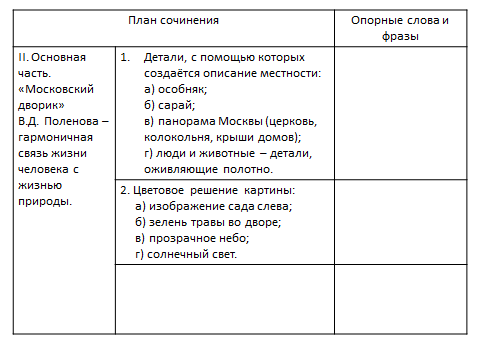 План сочинения
Опорные слова и
фразы
II. Основная
часть.
«Московский
дворик»
В.Д. Поленова –
гармоничная
связь жизни
человека с
жизнью
природы.
1. Детали, с помощью которых
создаётся описание местности:
а) особняк;
б) сарай;
в) панорама Москвы (церковь,
колокольня, крыши домов);
г) люди и животные – детали,
оживляющие полотно.
2. Цветовое решение картины:
а) изображение сада слева;
б) зелень травы во дворе;
в) прозрачное небо;
г) солнечный свет.